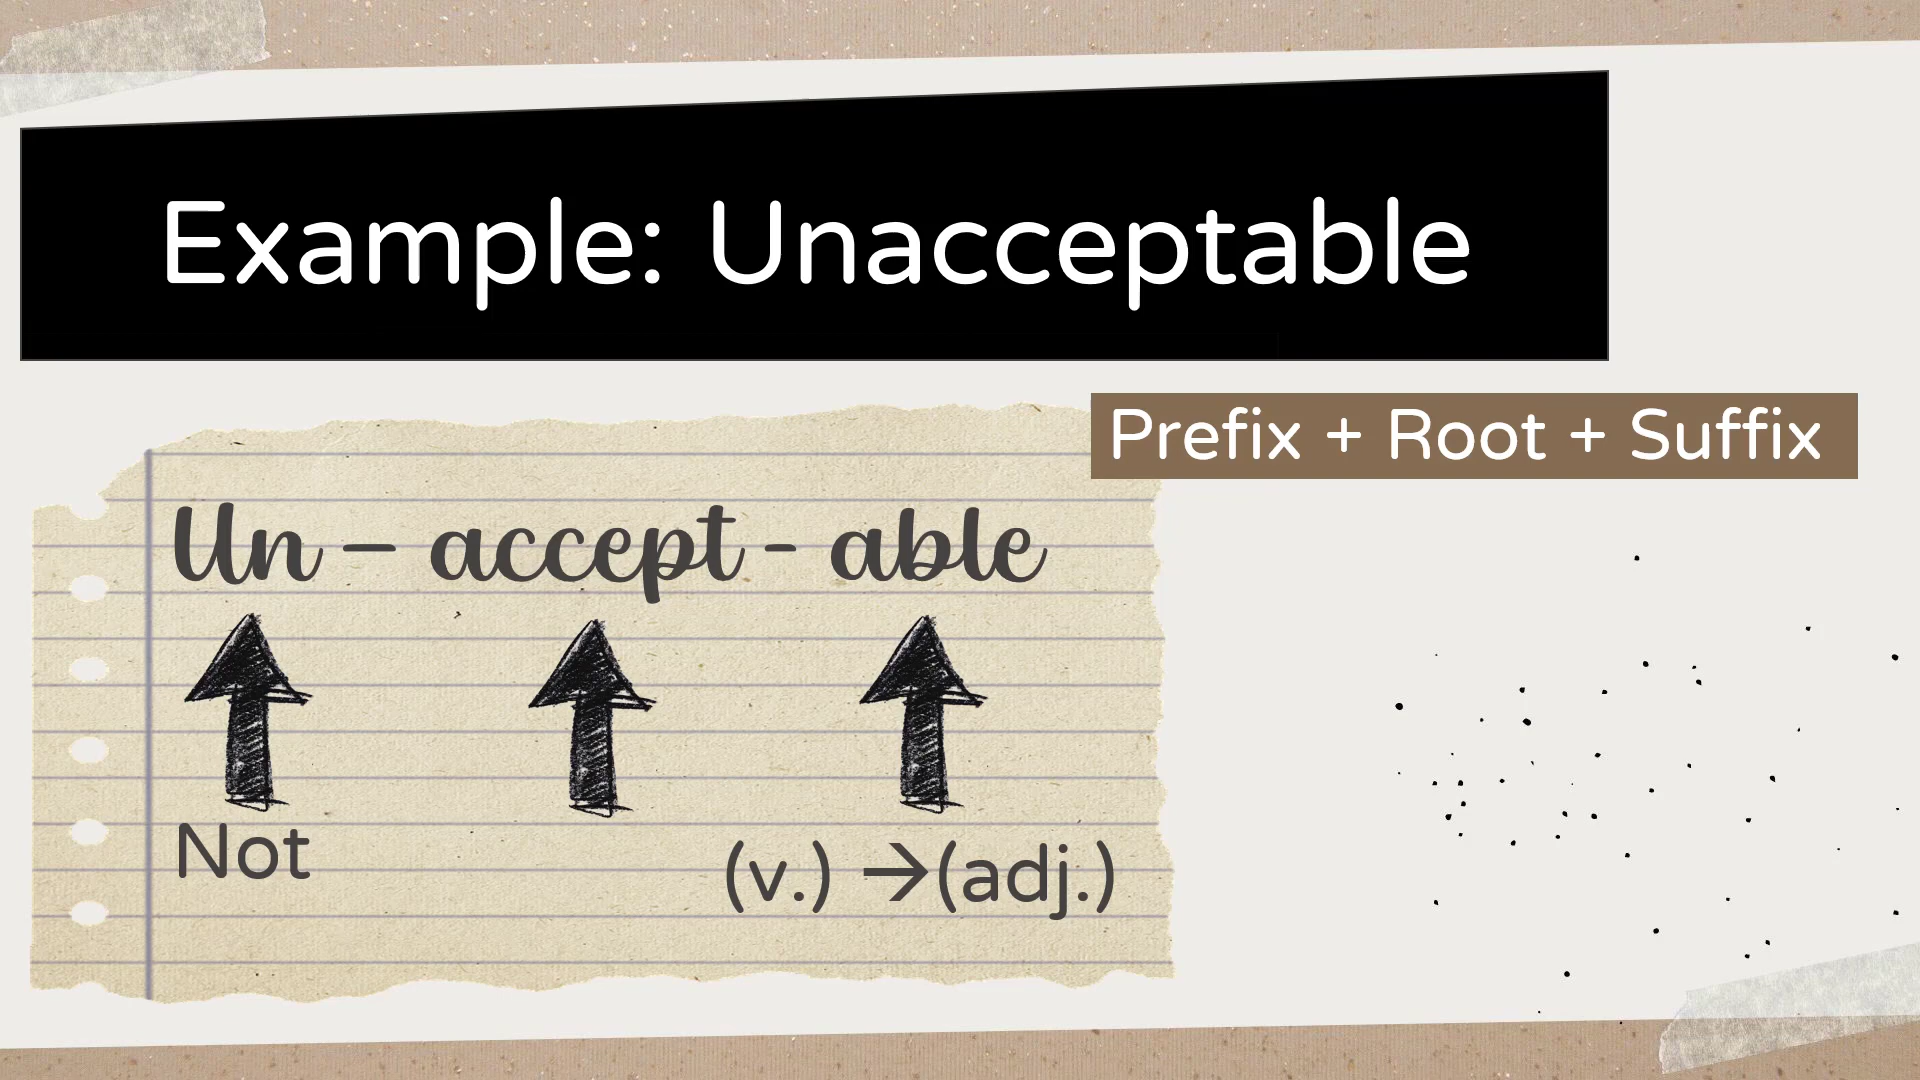 Example: Unacceptable
Prefix + Root + Suffix
Un – accept - able
Not
(v.) →(adj.)